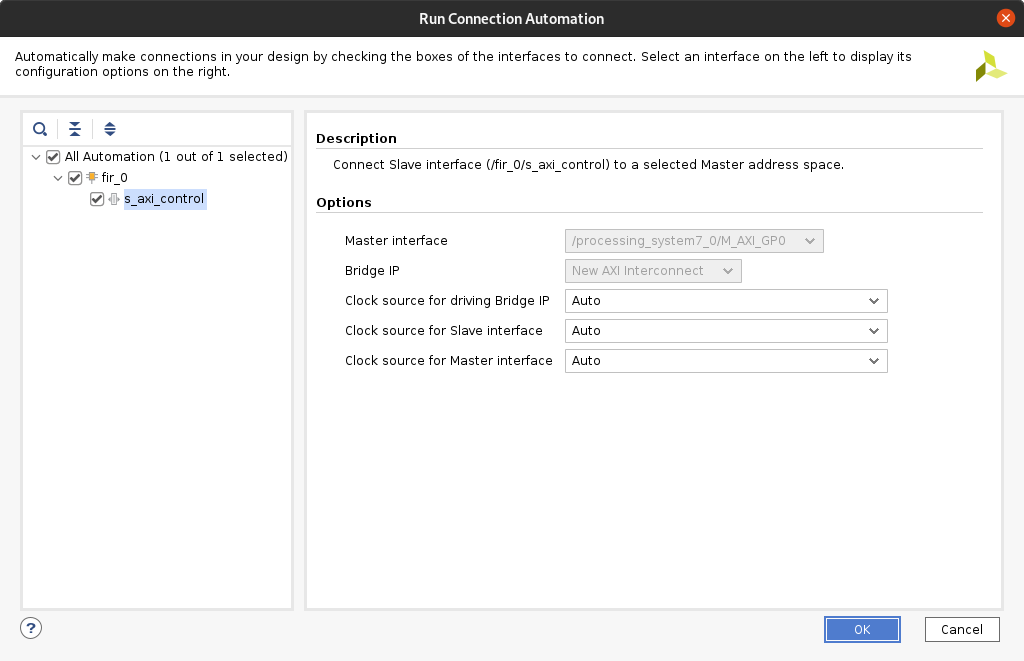 Run Connection Automation
Automatically make connections in your design by checking the boxes of the interfaces to connect. Select an interface on the left to display its
configuration options on the right.
All Automation (1 out of 1 selected)
fir_0
s_axi_control
Description
Connect Slave interface (/fir_0/s_axi_control) to a selected Master address space.
Options
Master interface /processing_system7_0/M_AXI_GP0
Bridge IP New AXI Interconnect
Clock source for driving Bridge IP Auto
Clock source for Slave interface Auto
Clock source for Master interface Auto
? OK Cancel